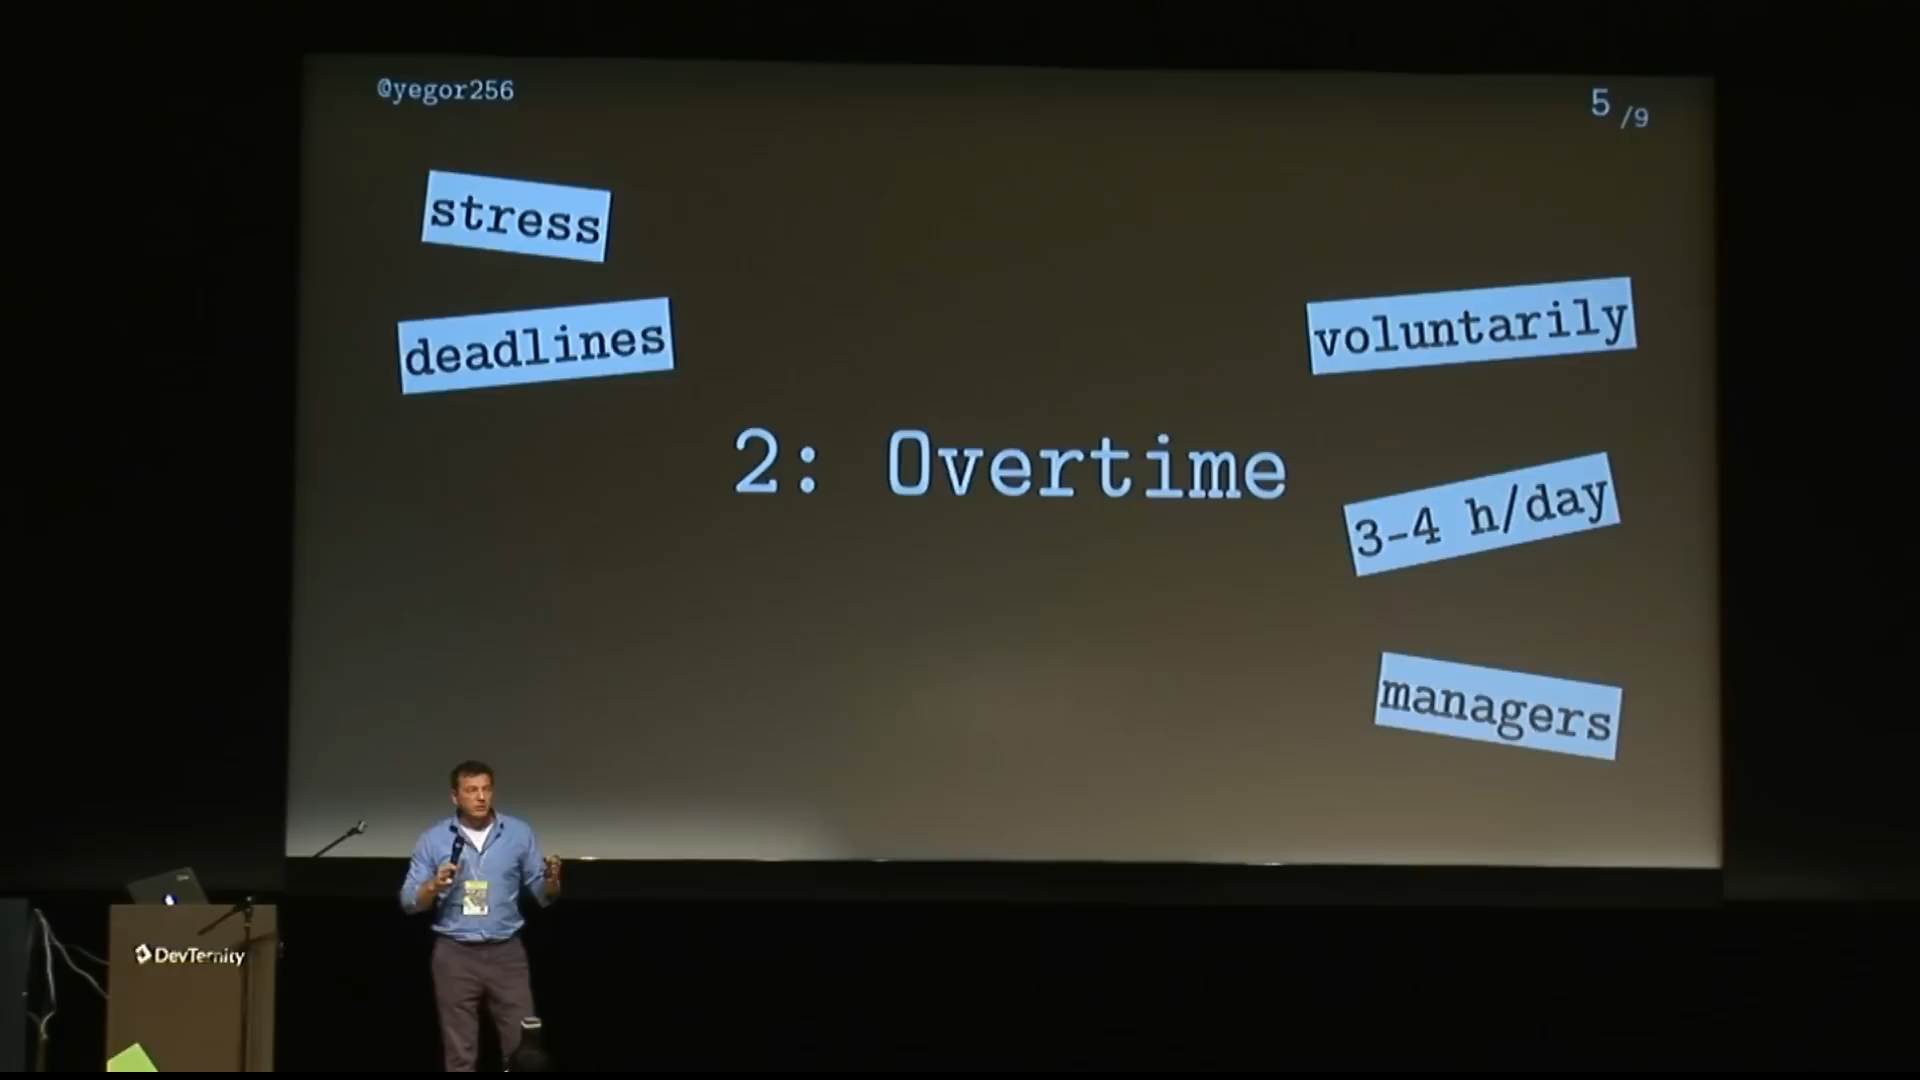 @yegor256
5 /9
stress
deadlines
voluntarily
2: Overtime
3-4 h/day
managers
DevTernity